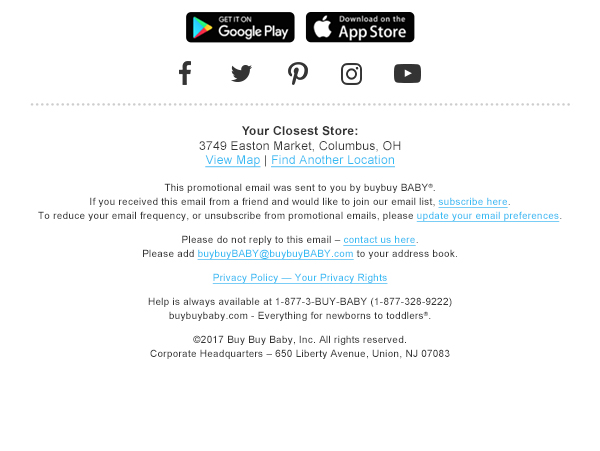 GET IT ON
Google Play
Download on the
App Store
Your Closest Store:
3749 Easton Market, Columbus, OH
View Map | Find Another Location
This promotional email was sent to you by buybuy BABY®.
If you received this email from a friend and would like to join our email list, subscribe here.
To reduce your email frequency, or unsubscribe from promotional emails, please update your email preferences.
Please do not reply to this email – contact us here.
Please add buybuyBABY@buybuyBABY.com to your address book.
Privacy Policy — Your Privacy Rights
Help is always available at 1-877-3-BUY-BABY (1-877-328-9222)
buybuybaby.com - Everything for newborns to toddlers®.
©2017 Buy Buy Baby, Inc. All rights reserved.
Corporate Headquarters – 650 Liberty Avenue, Union, NJ 07083